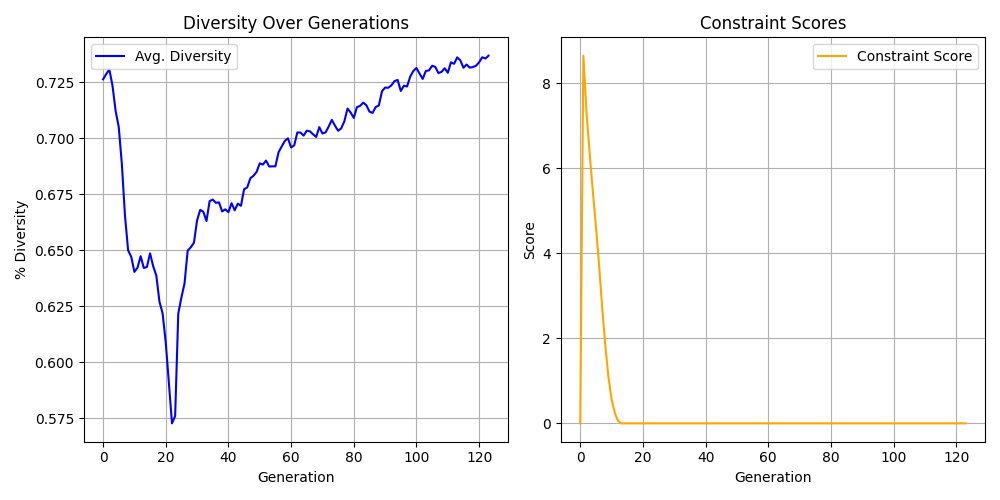 Diversity Over Generations
Avg. Diversity
% Diversity
0.725
0.700
0.675
0.650
0.625
0.600
0.575
0 20 40 60 80 100 120
Generation
Constraint Scores
Constraint Score
Score
8
6
4
2
0
0 20 40 60 80 100 120
Generation